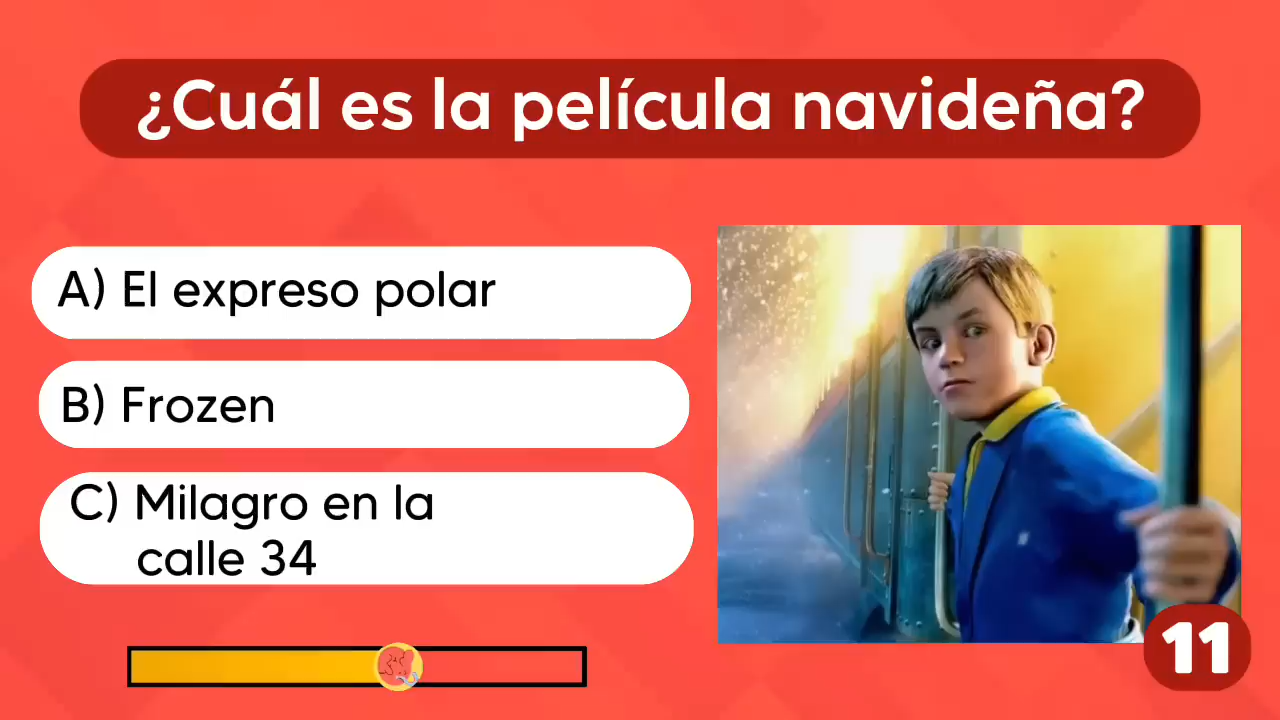 ¿Cuál es la película navideña?
A) El expreso polar
B) Frozen
C) Milagro en la
calle 34
11